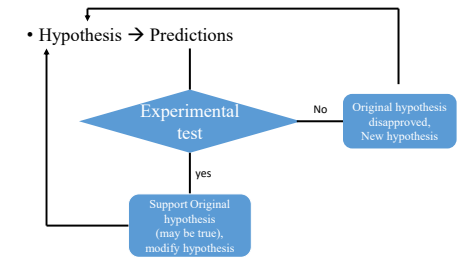 • Hypothesis → Predictions
Experimental
test
No
Original hypothesis
disapproved,
New hypothesis
yes
Support Original
hypothesis
(may be true),
modify hypothesis